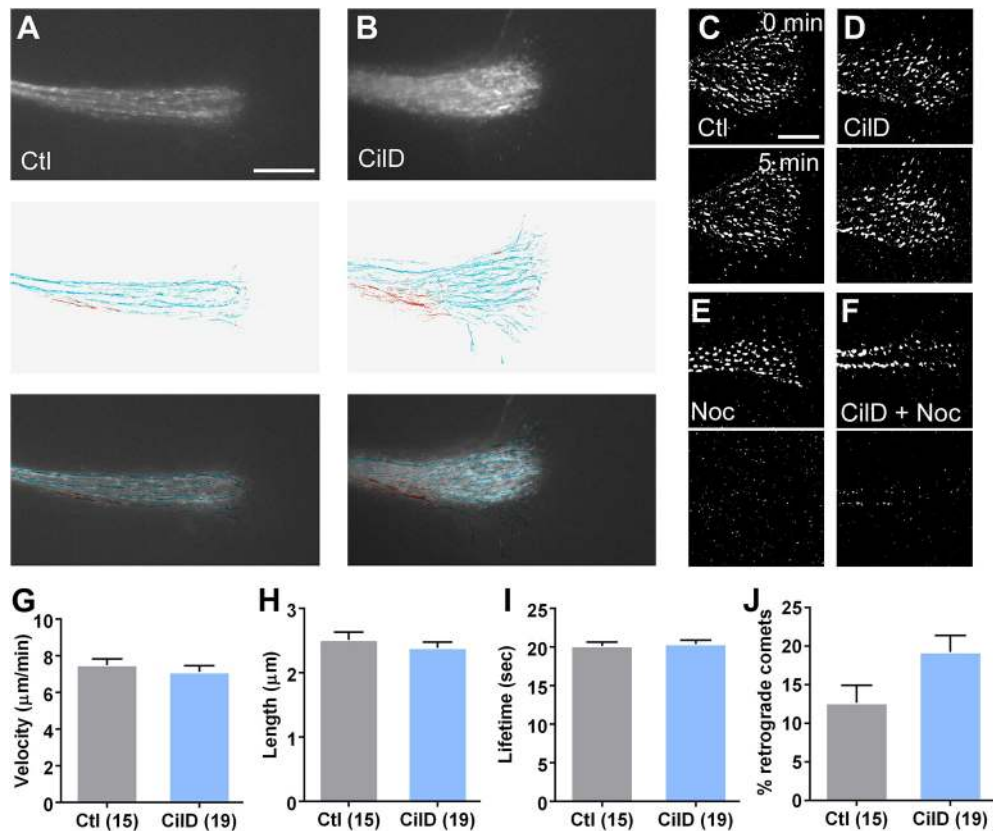 A
Ctl
B
CilD
C
0 min
Ctl
5 min
D
CilD
E
Noc
F
CilD + Noc
G
Velocity (μm/min)
10
8
6
4
2
0
Ctl (15)
CilD (19)
H
Length (μm)
3
2
1
0
Ctl (15)
CilD (19)
I
Lifetime (sec)
25
20
15
10
5
0
Ctl (15)
CilD (19)
J
% retrograde comets
25
20
15
10
5
0
Ctl (15)
CilD (19)